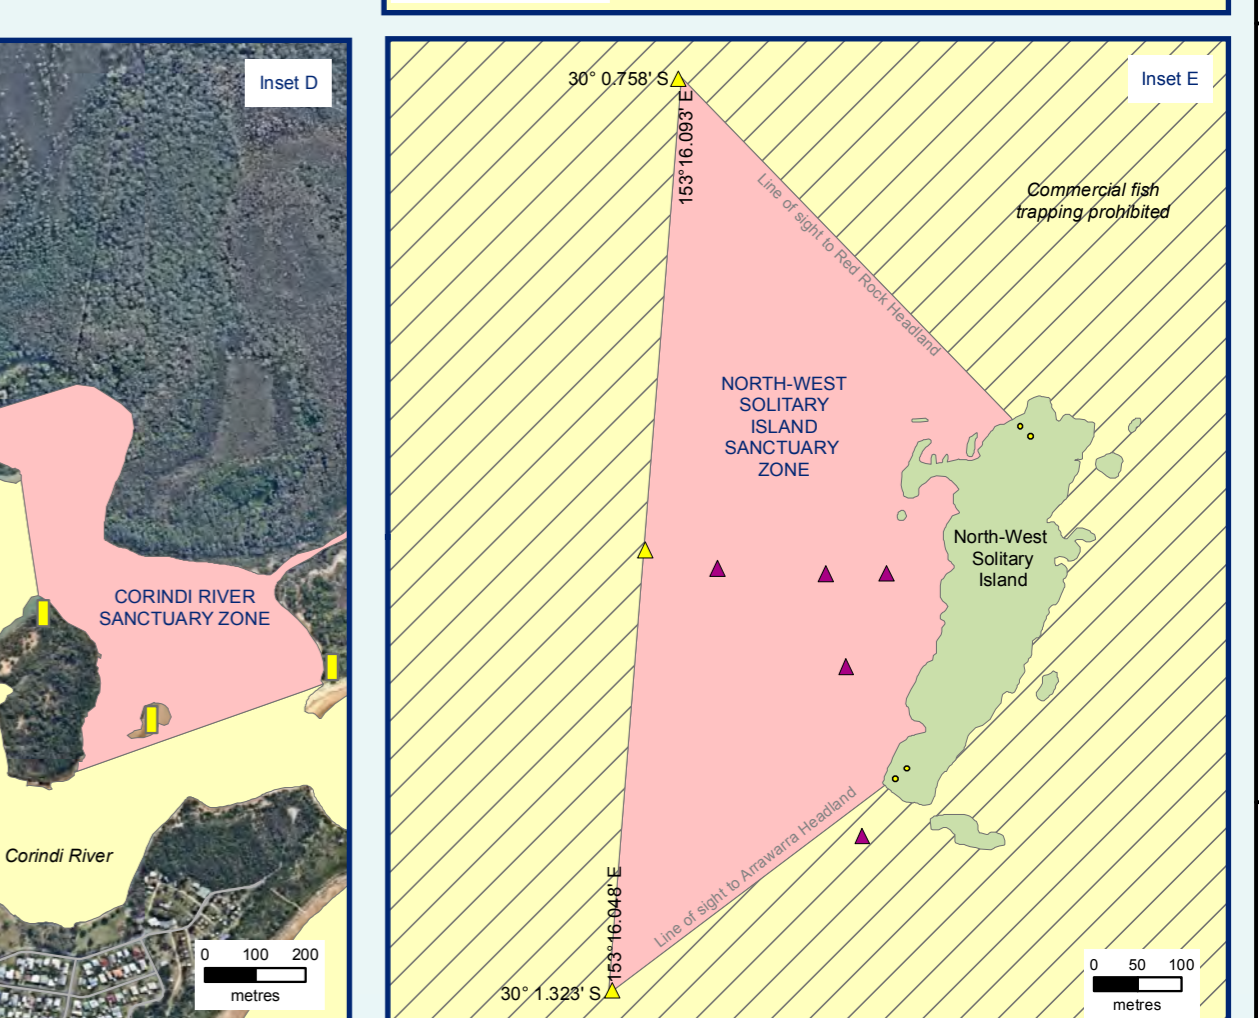 Inset D
CORINDI RIVER
SANCTUARY ZONE
Corindi River
0 100 200
metres
Inset E
30° 0.758' S
153°16.093' E
Line of sight to Red Rock Headland
Commercial fish
trapping prohibited
NORTH-WEST
SOLITARY
ISLAND
SANCTUARY
ZONE
North-West
Solitary
Island
Line of sight to Arrawarra Headland
153°16.048' E
30° 1.323' S
0 50 100
metres